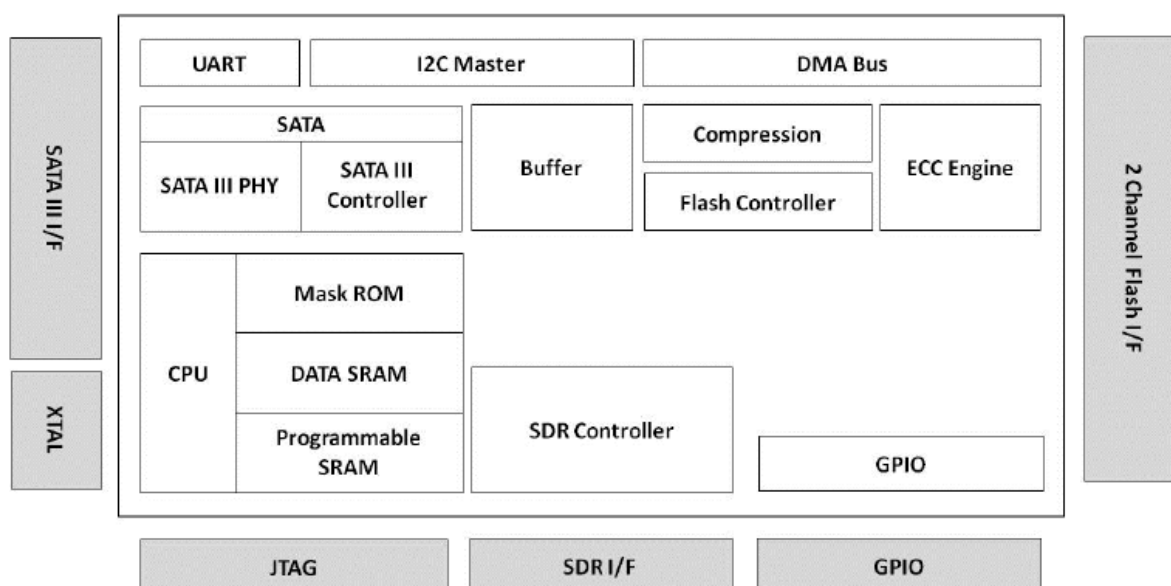 UART
I2C Master
DMA Bus
SATA
SATA III PHY
SATA III
Controller
Buffer
Compression
Flash Controller
ECC Engine
SATA III I/F
XTAL
CPU
Mask ROM
DATA SRAM
Programmable
SRAM
SDR Controller
GPIO
2 Channel Flash I/F
JTAG
SDR I/F
GPIO